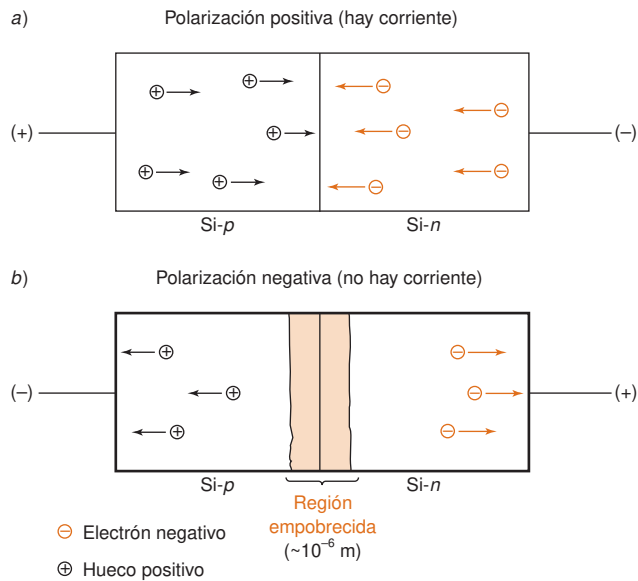 a) Polarización positiva (hay corriente)
(+) (–)
Si-p Si-n
b) Polarización negativa (no hay corriente)
(–) (+)
Si-p Si-n
Región
empobrecida
(~10⁻⁶ m)
⊖ Electrón negativo
⊕ Hueco positivo